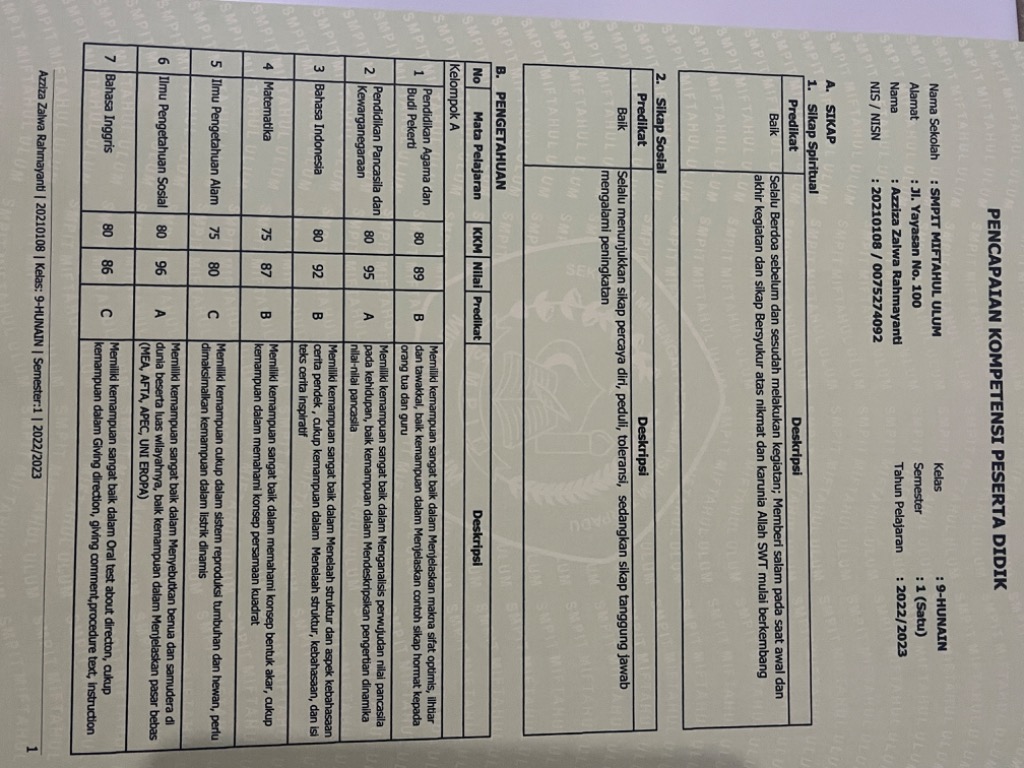 PENCAPAIAN KOMPETENSI PESERTA DIDIK
Nama Sekolah : SMPIT MIFTAHUL ULUM Kelas : 9-HUNAIN
Alamat : Jl. Yayasan No. 100 Semester : 1 (Satu)
Nama : Azziza Zalwa Rahmayanti Tahun Pelajaran : 2022/2023
NIS / NISN : 20210108 / 0075274092
A. SIKAP
1. Sikap Spiritual
Predikat Deskripsi
Baik Selalu Berdoa sebelum dan sesudah melakukan kegiatan; Memberi salam pada saat awal dan
akhir kegiatan dan sikap Bersyukur atas nikmat dan karunia Allah SWT mulai berkembang
2. Sikap Sosial
Predikat Deskripsi
Baik Selalu menunjukkan sikap percaya diri, peduli, toleransi, sedangkan sikap tanggung jawab
mengalami peningkatan
B. PENGETAHUAN
No Mata Pelajaran KKM Nilai Predikat Deskripsi
Kelompok A
1 Pendidikan Agama dan Budi Pekerti 80 89 B Memiliki kemampuan sangat baik dalam Menjelaskan makna sifat optimis, ihtiar
dan tawakkal, baik kemampuan dalam Menjelaskan contoh sikap hormat kepada
orang tua dan guru
2 Pendidikan Pancasila dan Kewarganegaraan 80 95 A Memiliki kemampuan sangat baik dalam Menganalisis perwujudan nilai pancasila
pada kehidupan, baik kemampuan dalam Mendeskripsikan pengertian dinamika
nilai-nilai pancasila
3 Bahasa Indonesia 80 92 B Memiliki kemampuan sangat baik dalam Menelaah struktur dan aspek kebahasaan
cerita pendek , cukup kemampuan dalam Menelaah struktur, kebahasaan, dan isi
teks cerita inspiratif
4 Matematika 75 87 B Memiliki kemampuan sangat baik dalam memahami konsep bentuk akar, cukup
kemampuan dalam memahami konsep persamaan kuadrat
5 Ilmu Pengetahuan Alam 75 80 C Memiliki kemampuan cukup dalam sistem reproduksi tumbuhan dan hewan, perlu
dimaksimalkan kemampuan dalam listrik dinamis
6 Ilmu Pengetahuan Sosial 80 96 A Memiliki kemampuan sangat baik dalam Menyebutkan benua dan samudera di
dunia beserta luas wilayahnya, baik kemampuan dalam Menjelaskan pasar bebas
(MEA, AFTA, APEC, UNI EROPA)
7 Bahasa Inggris 80 86 C Memiliki kemampuan sangat baik dalam Oral test about directon, cukup
kemampuan dalam Giving direction, giving comment,procedure text, instruction
Azziza Zalwa Rahmayanti | 20210108 | Kelas: 9-HUNAIN | Semester:1 | 2022/2023
1